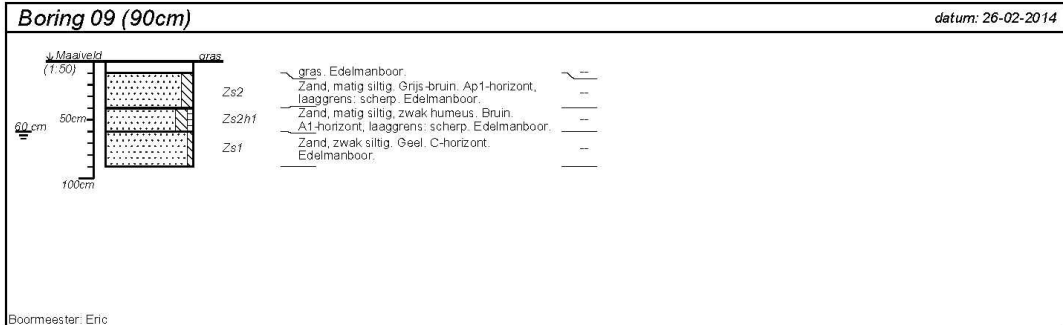 Boring 09 (90cm)
datum: 26-02-2014
Maaiveld
gras
(1:50)
gras. Edelmanboor.
--
Zs2
Zand, matig siltig. Grijs-bruin. Ap1-horizont,
laaggrens: scherp. Edelmanboor.
--
60 cm
50cm
Zs2h1
Zand, matig siltig, zwak humeus. Bruin.
A1-horizont, laaggrens: scherp. Edelmanboor.
--
Zs1
Zand, zwak siltig. Geel. C-horizont.
Edelmanboor.
--
100cm
Boormeester: Eric